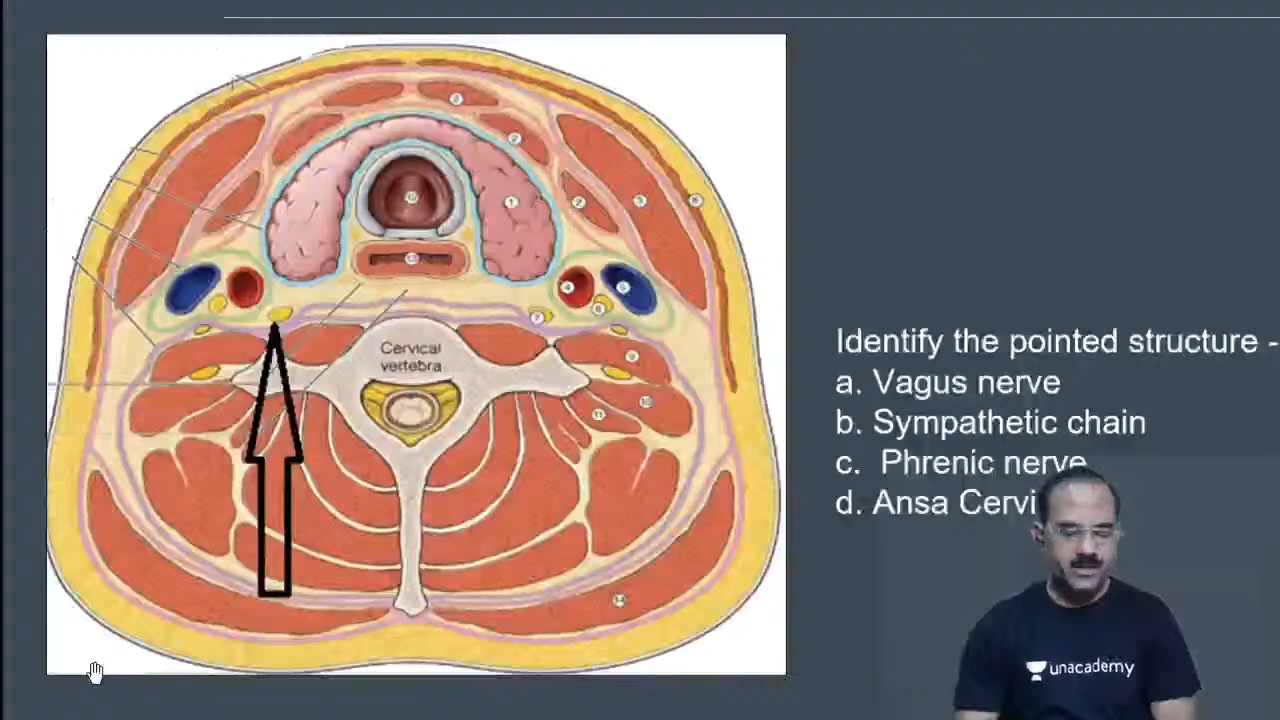 Cervical
vertebra
Identify the pointed structure -
a. Vagus nerve
b. Sympathetic chain
c. Phrenic nerve
d. Ansa Cervi
unacademy